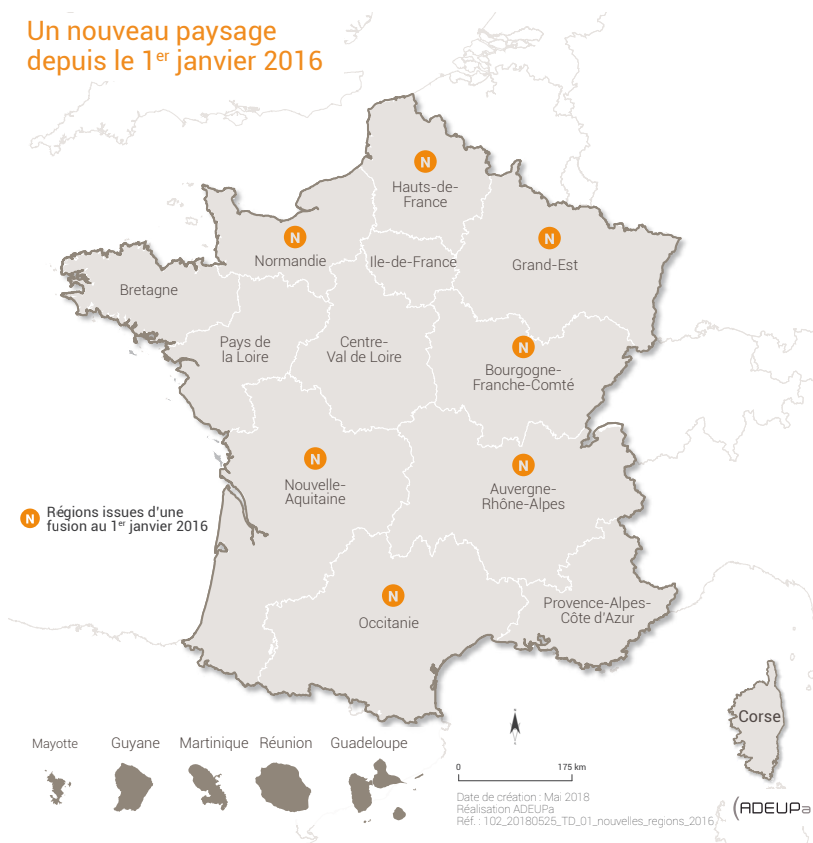 Un nouveau paysage
depuis le 1er janvier 2016
N
Hauts-de-
France
N
Normandie
Ile-de-France
N
Grand-Est
Bretagne
Pays de
la Loire
Centre-
Val de Loire
N
Bourgogne-
Franche-Comté
N
Nouvelle-
Aquitaine
N
Auvergne-
Rhône-Alpes
N Régions issues d'une
fusion au 1er janvier 2016
N
Occitanie
Provence-Alpes-
Côte d'Azur
Corse
Mayotte
Guyane
Martinique
Réunion
Guadeloupe
0 175 km
Date de création : Mai 2018
Réalisation ADEUPa
Réf. : 102_20180525_TD_01_nouvelles_regions_2016
ADEUPa